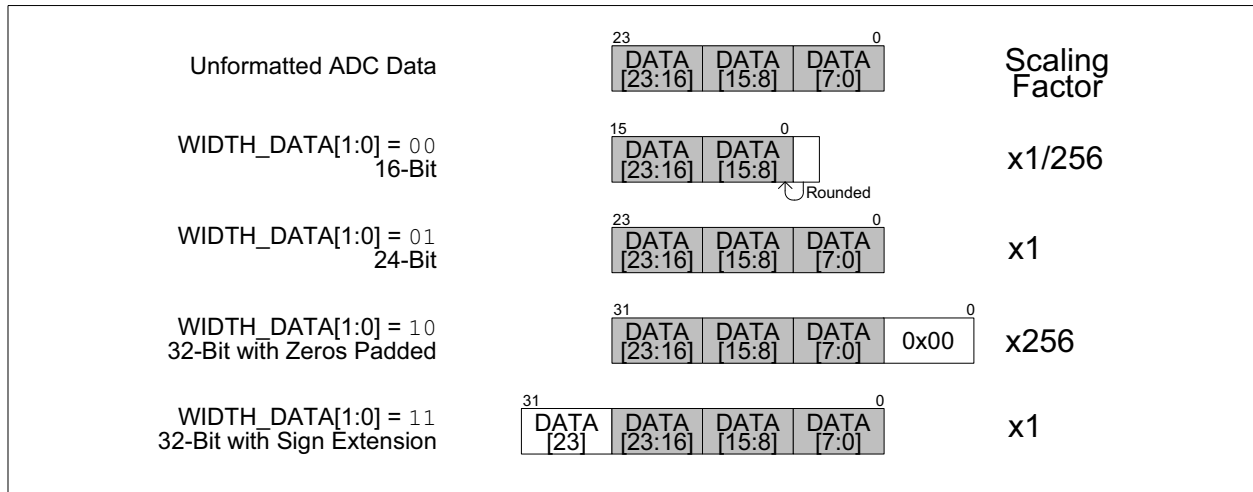 23 0
Unformatted ADC Data DATA DATA DATA Scaling
[23:16] [15:8] [7:0] Factor
15 0
WIDTH_DATA[1:0] = 00 DATA DATA x1/256
16-Bit [23:16] [15:8]
Rounded
23 0
WIDTH_DATA[1:0] = 01 DATA DATA DATA x1
24-Bit [23:16] [15:8] [7:0]
31 0
WIDTH_DATA[1:0] = 10 DATA DATA DATA 0x00 x256
32-Bit with Zeros Padded [23:16] [15:8] [7:0]
31 0
WIDTH_DATA[1:0] = 11 DATA DATA DATA DATA x1
32-Bit with Sign Extension [23] [23:16] [15:8] [7:0]